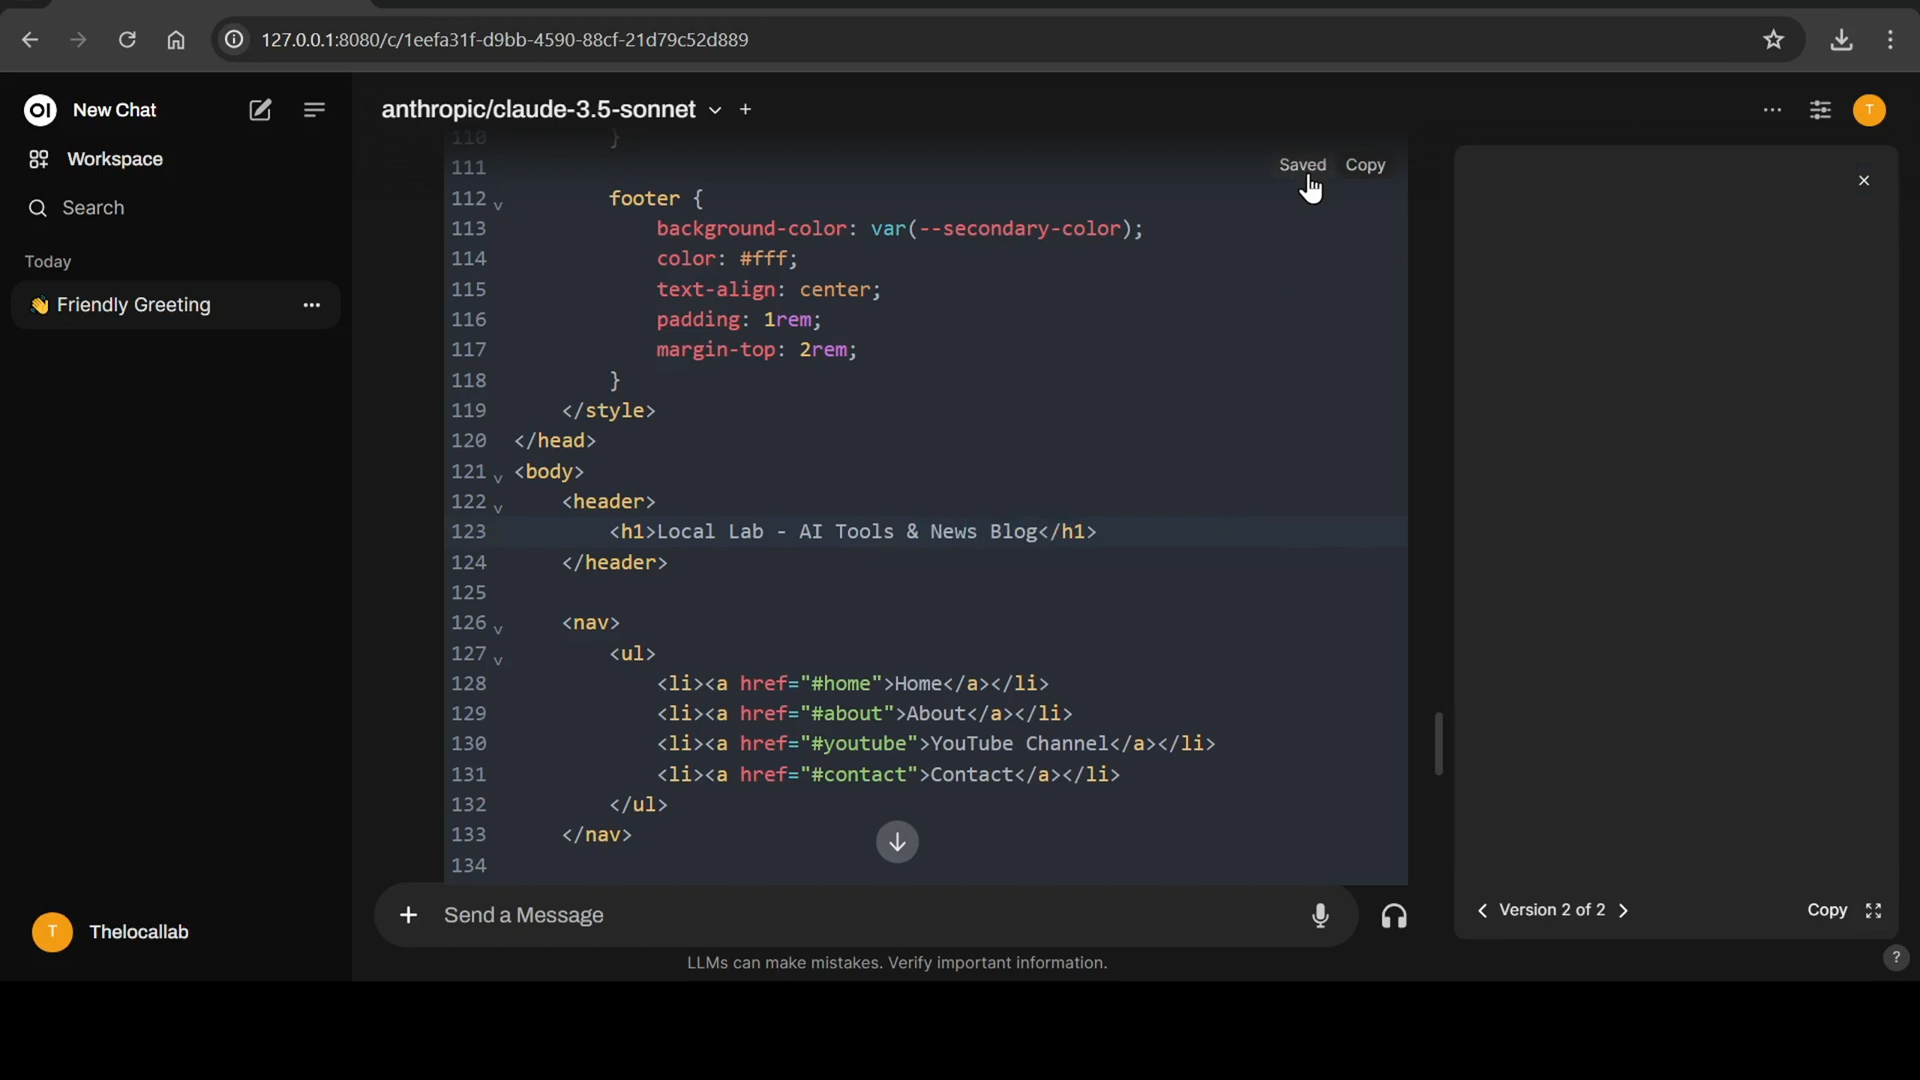 127.0.0.1:8080/c/1eefa31f-d9bb-4590-88cf-21d79c52d889
OI New Chat
Workspace
Search
Today
👋 Friendly Greeting ...
T Thelocallab
anthropic/claude-3.5-sonnet +
T
Saved Copy
110 }
111
112 footer {
113 background-color: var(--secondary-color);
114 color: #fff;
115 text-align: center;
116 padding: 1rem;
117 margin-top: 2rem;
118 }
119 </style>
120 </head>
121 <body>
122 <header>
123 <h1>Local Lab - AI Tools & News Blog</h1>
124 </header>
125
126 <nav>
127 <ul>
128 <li><a href="#home">Home</a></li>
129 <li><a href="#about">About</a></li>
130 <li><a href="#youtube">YouTube Channel</a></li>
131 <li><a href="#contact">Contact</a></li>
132 </ul>
133 </nav>
134
+ Send a Message
LLMs can make mistakes. Verify important information.
Version 2 of 2
Copy
?